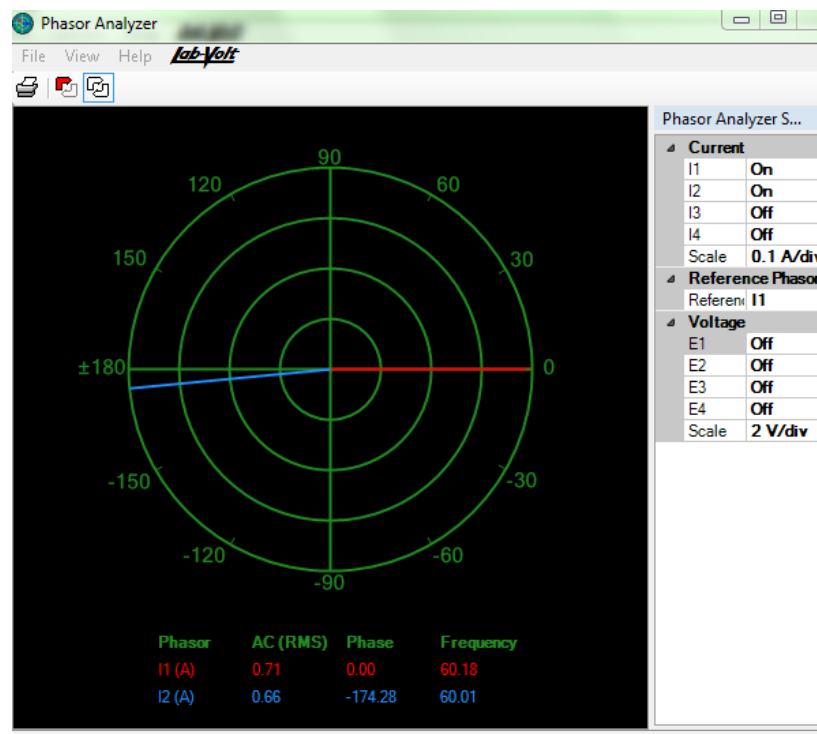 Phasor Analyzer
File View Help Lab-Volt
Phasor Analyzer S...
Current
I1 On
I2 On
I3 Off
I4 Off
Scale 0.1 A/div
Reference Phasor
Referen I1
Voltage
E1 Off
E2 Off
E3 Off
E4 Off
Scale 2 V/div
90
120 60
150 30
±180 0
-150 -30
-120 -60
-90
Phasor AC (RMS) Phase Frequency
I1 (A) 0.71 0.00 60.18
I2 (A) 0.66 -174.28 60.01